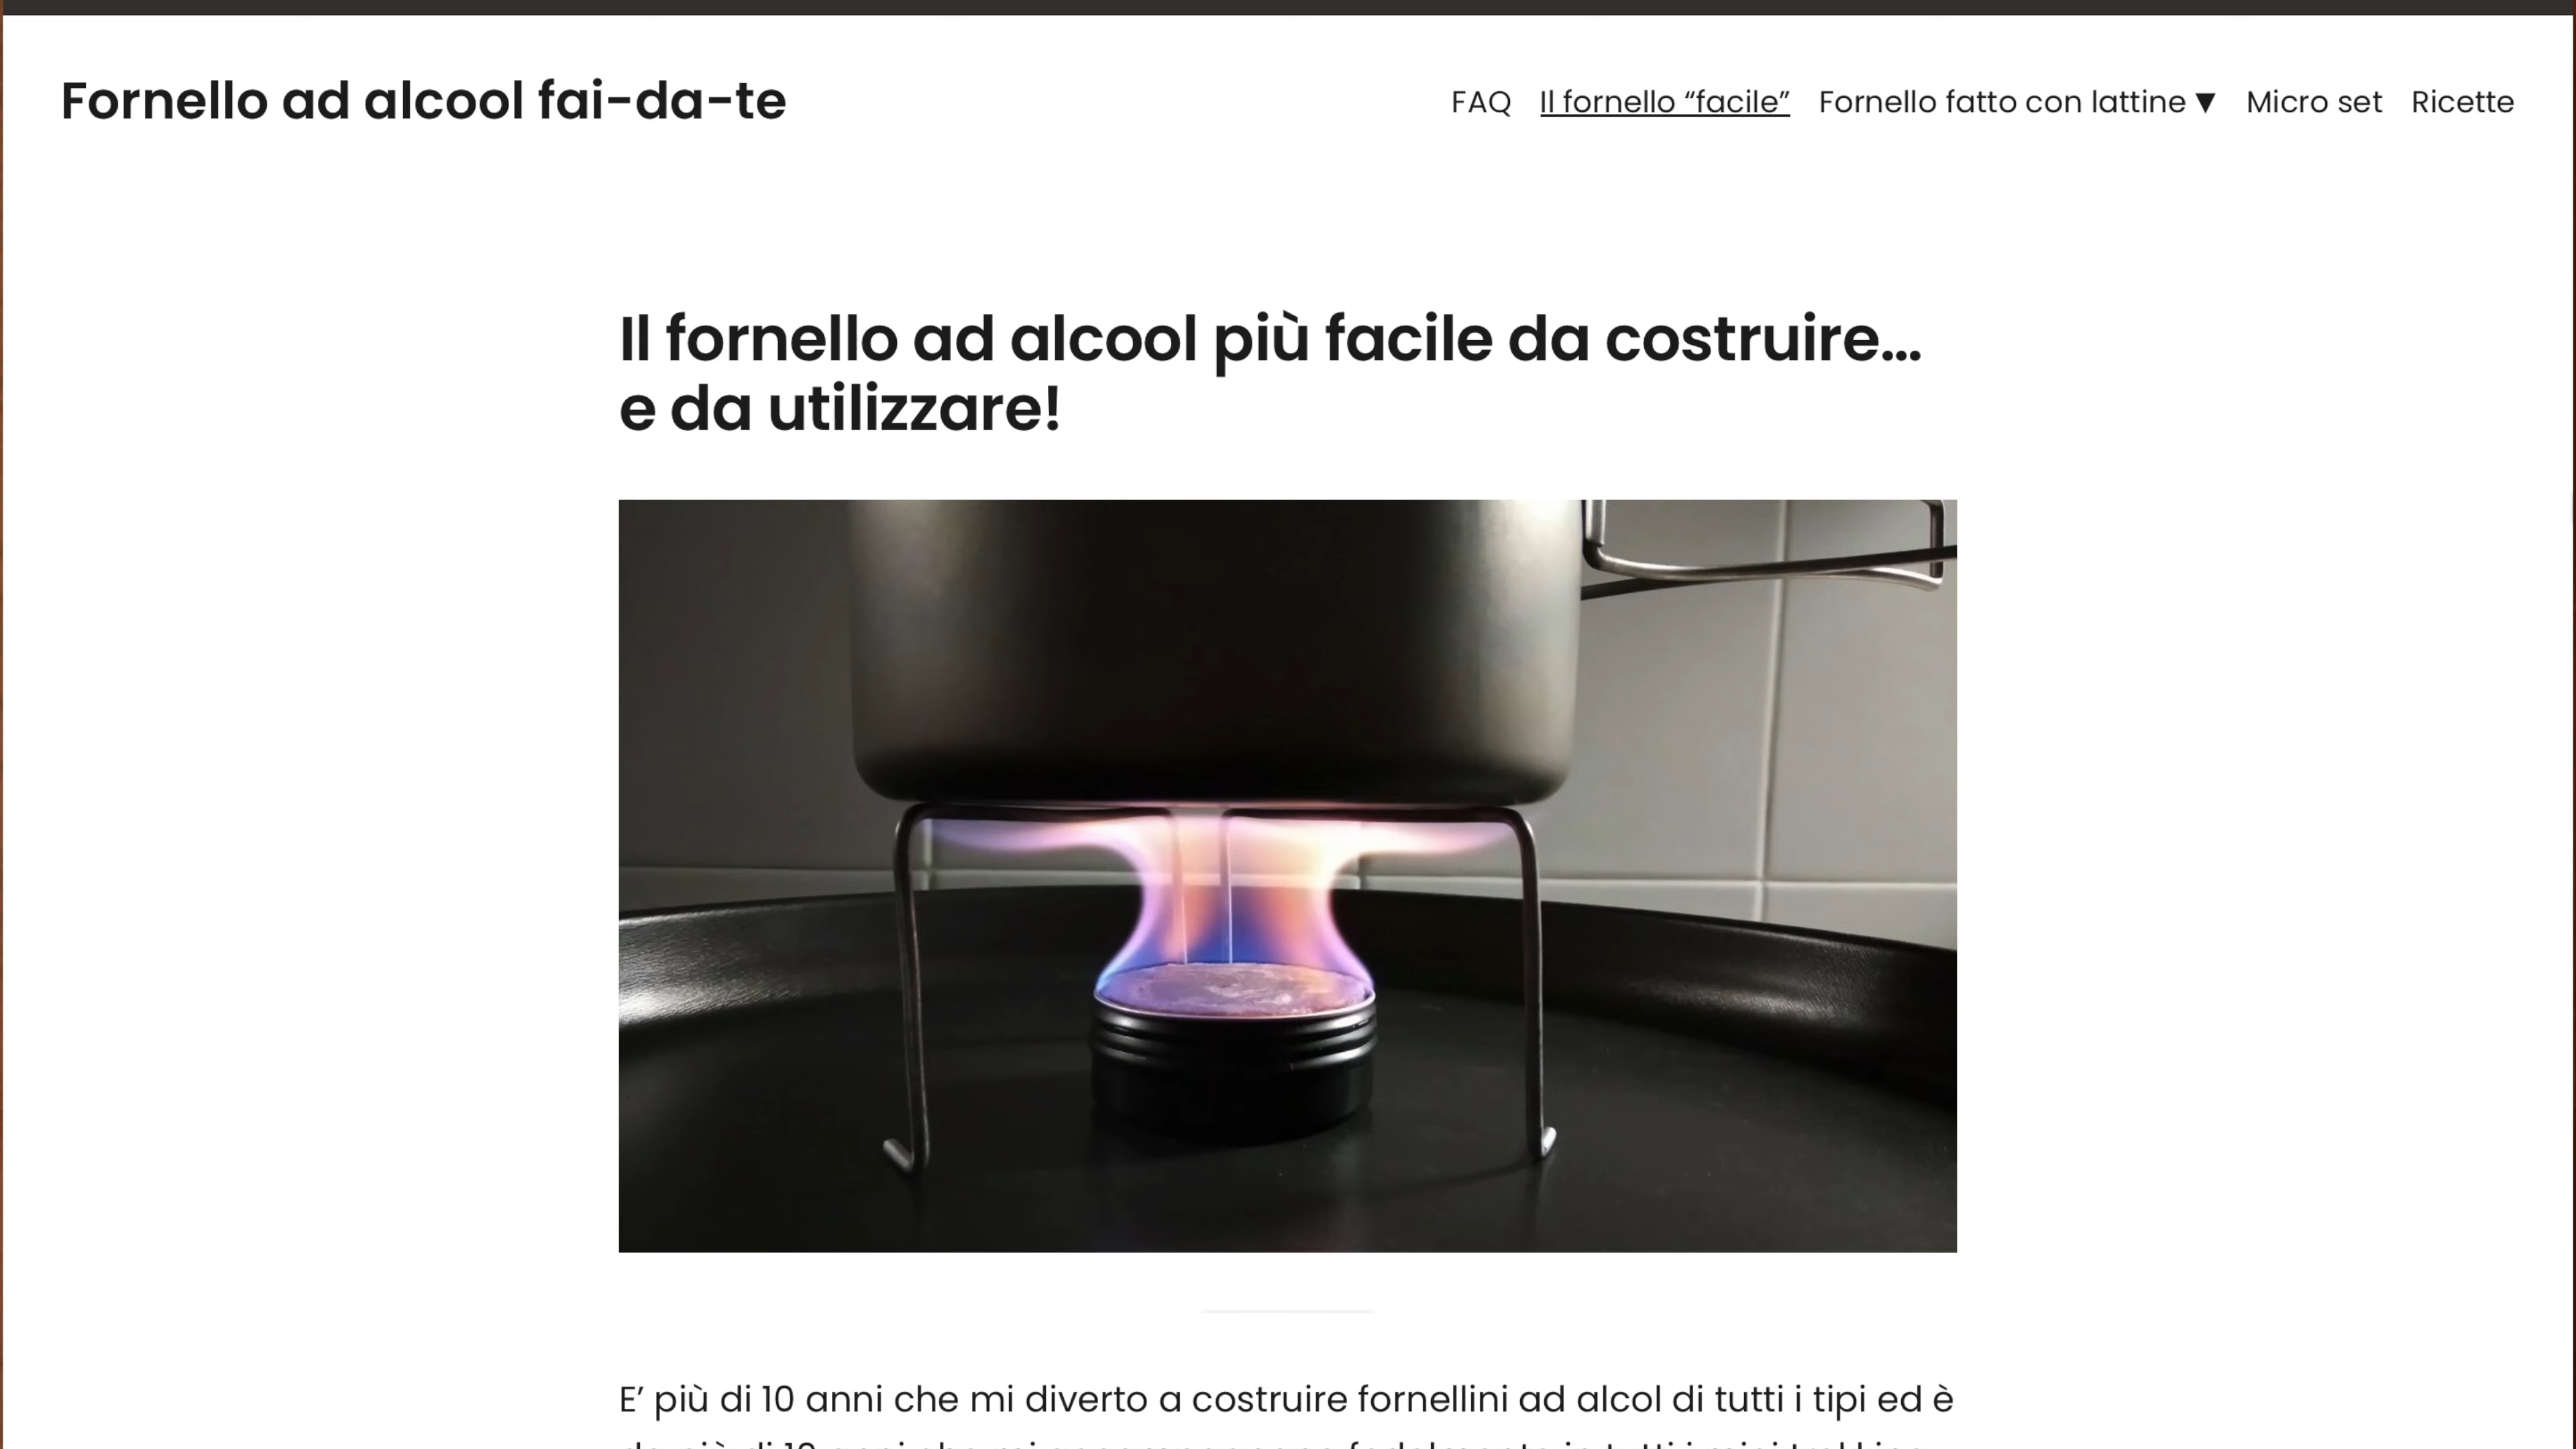 Fornello ad alcool fai-da-te
FAQ Il fornello “facile” Fornello fatto con lattine ▼ Micro set Ricette
Il fornello ad alcool più facile da costruire…
e da utilizzare!
E’ più di 10 anni che mi diverto a costruire fornellini ad alcol di tutti i tipi ed è